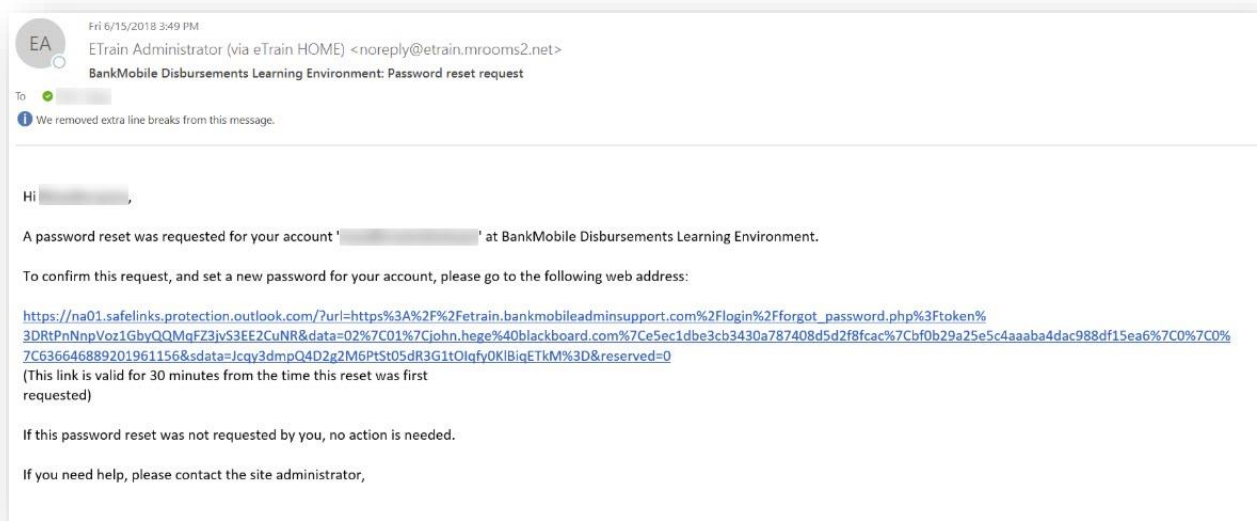 EA
Fri 6/15/2018 3:49 PM
ETrain Administrator (via eTrain HOME) <noreply@etrain.mrooms2.net>
BankMobile Disbursements Learning Environment: Password reset request
To
We removed extra line breaks from this message.
Hi ,
A password reset was requested for your account ' ' at BankMobile Disbursements Learning Environment.
To confirm this request, and set a new password for your account, please go to the following web address:
https://na01.safelinks.protection.outlook.com/?url=https%3A%2F%2Fetrain.bankmobileadminsupport.com%2Flogin%2Fforgot_password.php%3Ftoken%
3DRtPnNnpVoz1GbyQQMqFZ3jvS3EE2CuNR&data=02%7C01%7Cjohn.hege%40blackboard.com%7Ce5ec1dbe3cb3430a787408d5d2f8fcac%7Cbf0b29a25e5c4aaaba4dac988df15ea6%7C0%7C0%
7C636646889201961156&sdata=Jcqy3dmpQ4D2g2M6PtSt05dR3G1tOIqfy0KlBiqETkM%3D&reserved=0
(This link is valid for 30 minutes from the time this reset was first
requested)
If this password reset was not requested by you, no action is needed.
If you need help, please contact the site administrator,